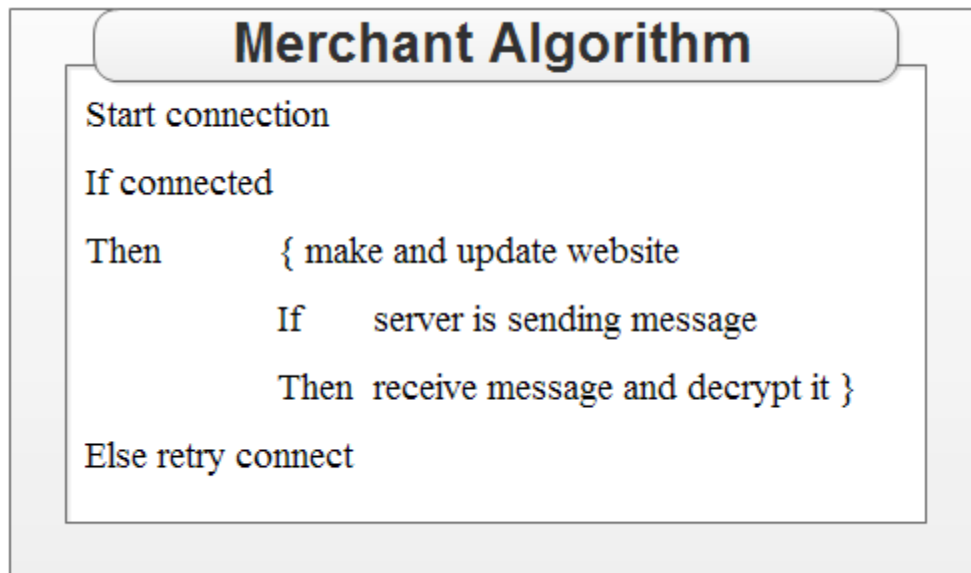 Merchant Algorithm
Start connection
If connected
Then { make and update website
If server is sending message
Then receive message and decrypt it }
Else retry connect